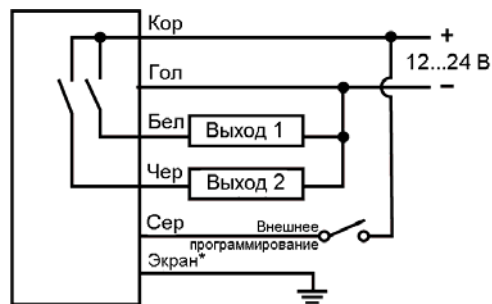 Кор
+
12...24 В
Гол
−
Бел
Выход 1
Чер
Выход 2
Сер
Внешнее
программирование
Экран*